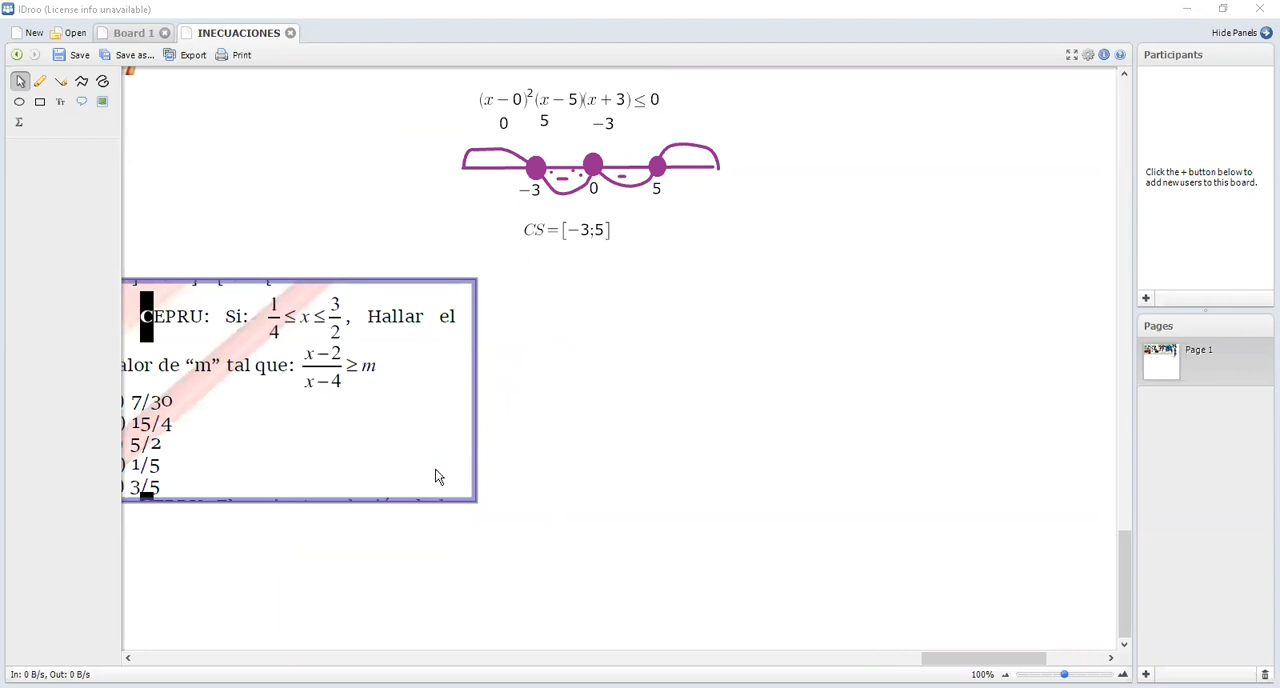 IDroo (License info unavailable)
New Open Board 1 INECUACIONES Hide Panels
Save Save as... Export Print
Participants
Tr
Σ
(x − 0)²(x − 5)(x + 3) ≤ 0
0 5 −3
−3 0 5
CS = [−3;5]
Click the + button below to
add new users to this board.
CEPRU: Si: 1/4 ≤ x ≤ 3/2, Hallar el
alor de “m” tal que: x−2/x−4 ≥ m
) 7/30
) 15/4
) 5/2
) 1/5
) 3/5
Pages
Page 1
In: 0 B/s, Out: 0 B/s
100%